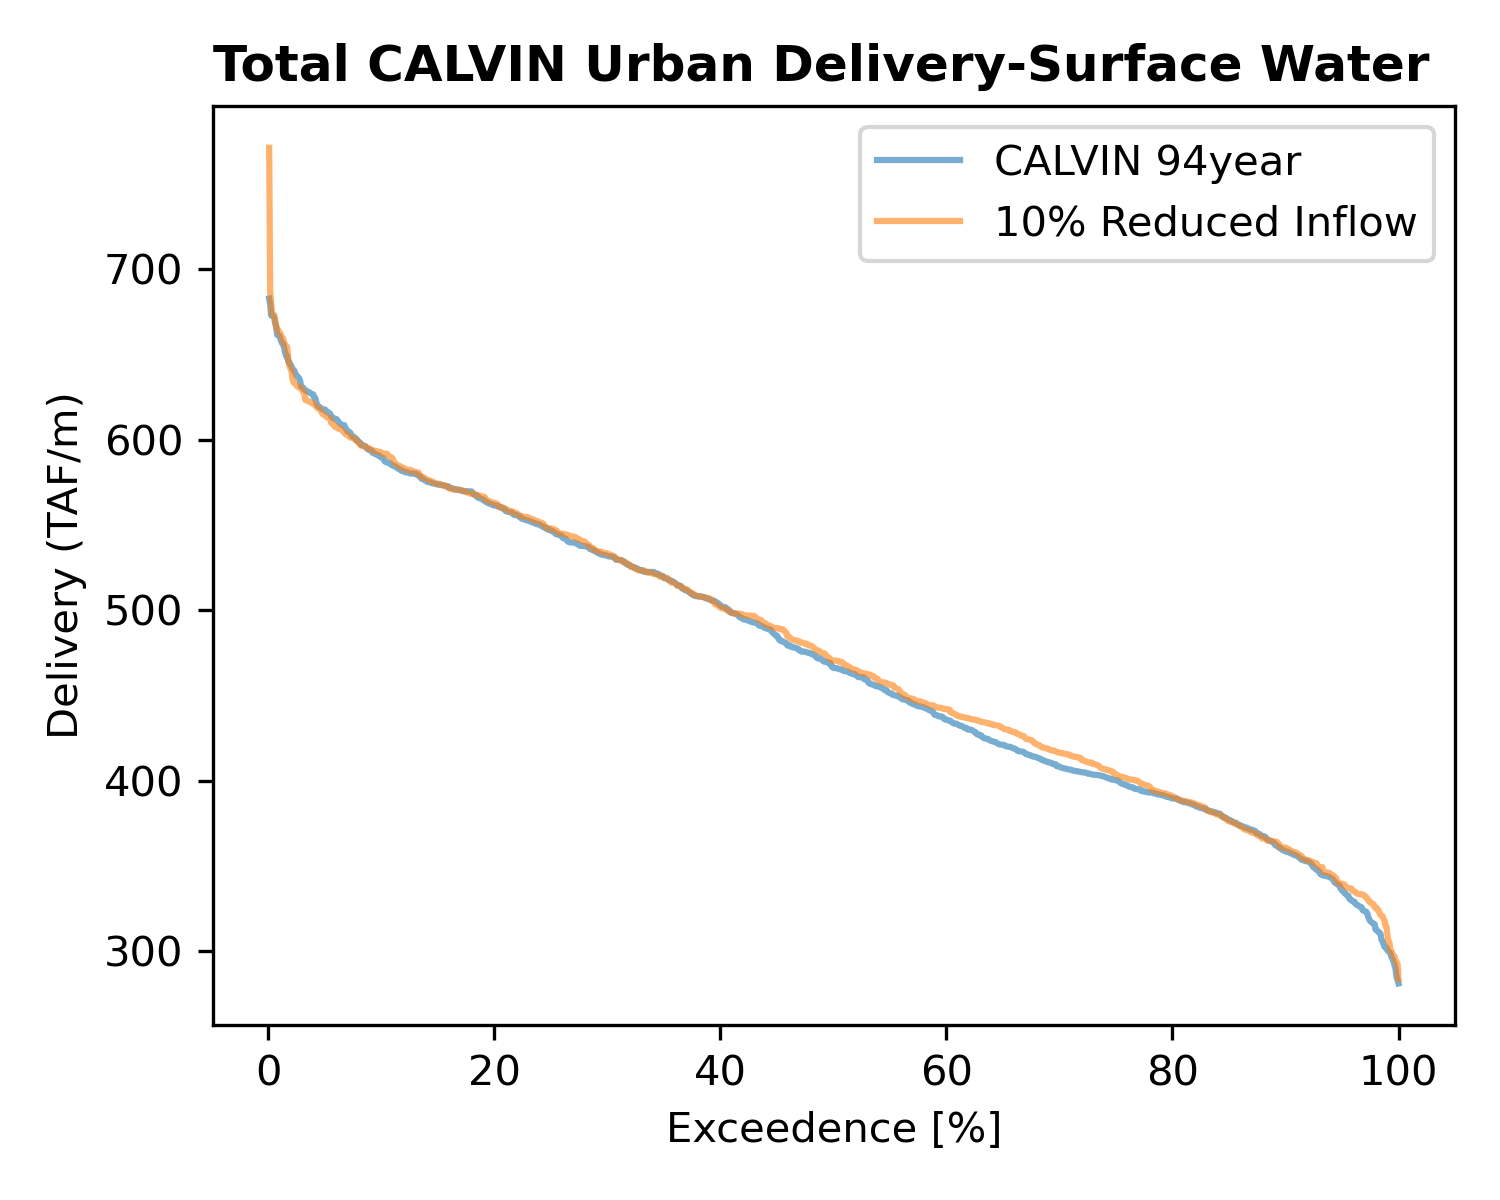 Total CALVIN Urban Delivery-Surface Water
CALVIN 94year
10% Reduced Inflow
Delivery (TAF/m)
700
600
500
400
300
0 20 40 60 80 100
Exceedence [%]